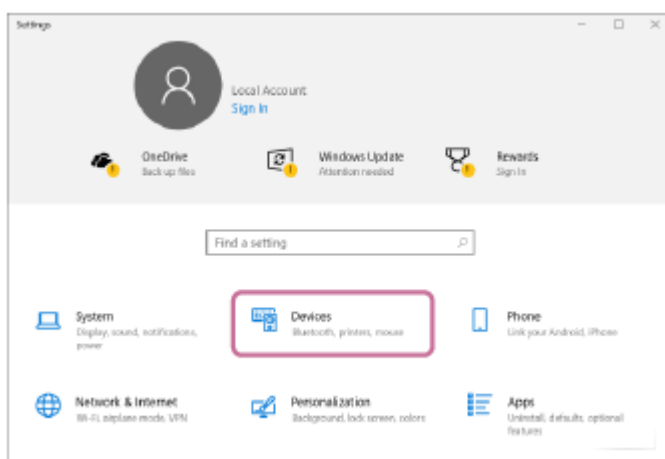 Settings
Local Account
Sign In
OneDrive
Back up files
Windows Update
Attention needed
Rewards
Sign In
Find a setting
System
Display, sound, notifications,
power
Devices
Bluetooth, printers, mouse
Phone
Link your Android, iPhone
Network & Internet
Wi-Fi, airplane mode, VPN
Personalization
Background, lock screen, colors
Apps
Uninstall, defaults, optional
features